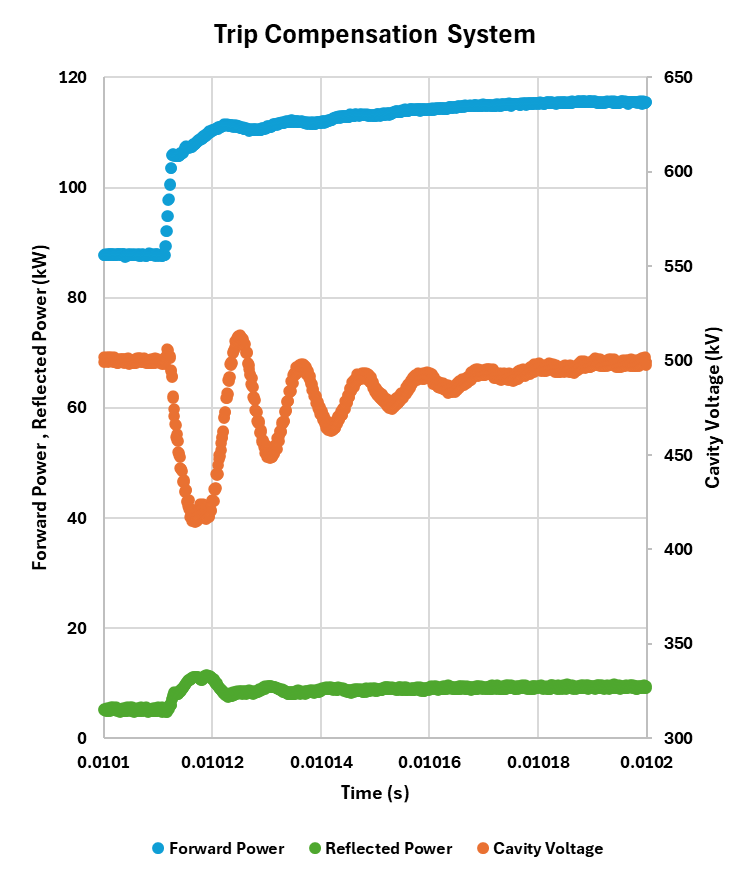 Trip Compensation System
120
100
80
60
40
20
0
Forward Power , Reflected Power (kW)
650
600
550
500
450
400
350
300
Cavity Voltage (kV)
0.0101 0.01012 0.01014 0.01016 0.01018 0.0102
Time (s)
Forward Power Reflected Power Cavity Voltage